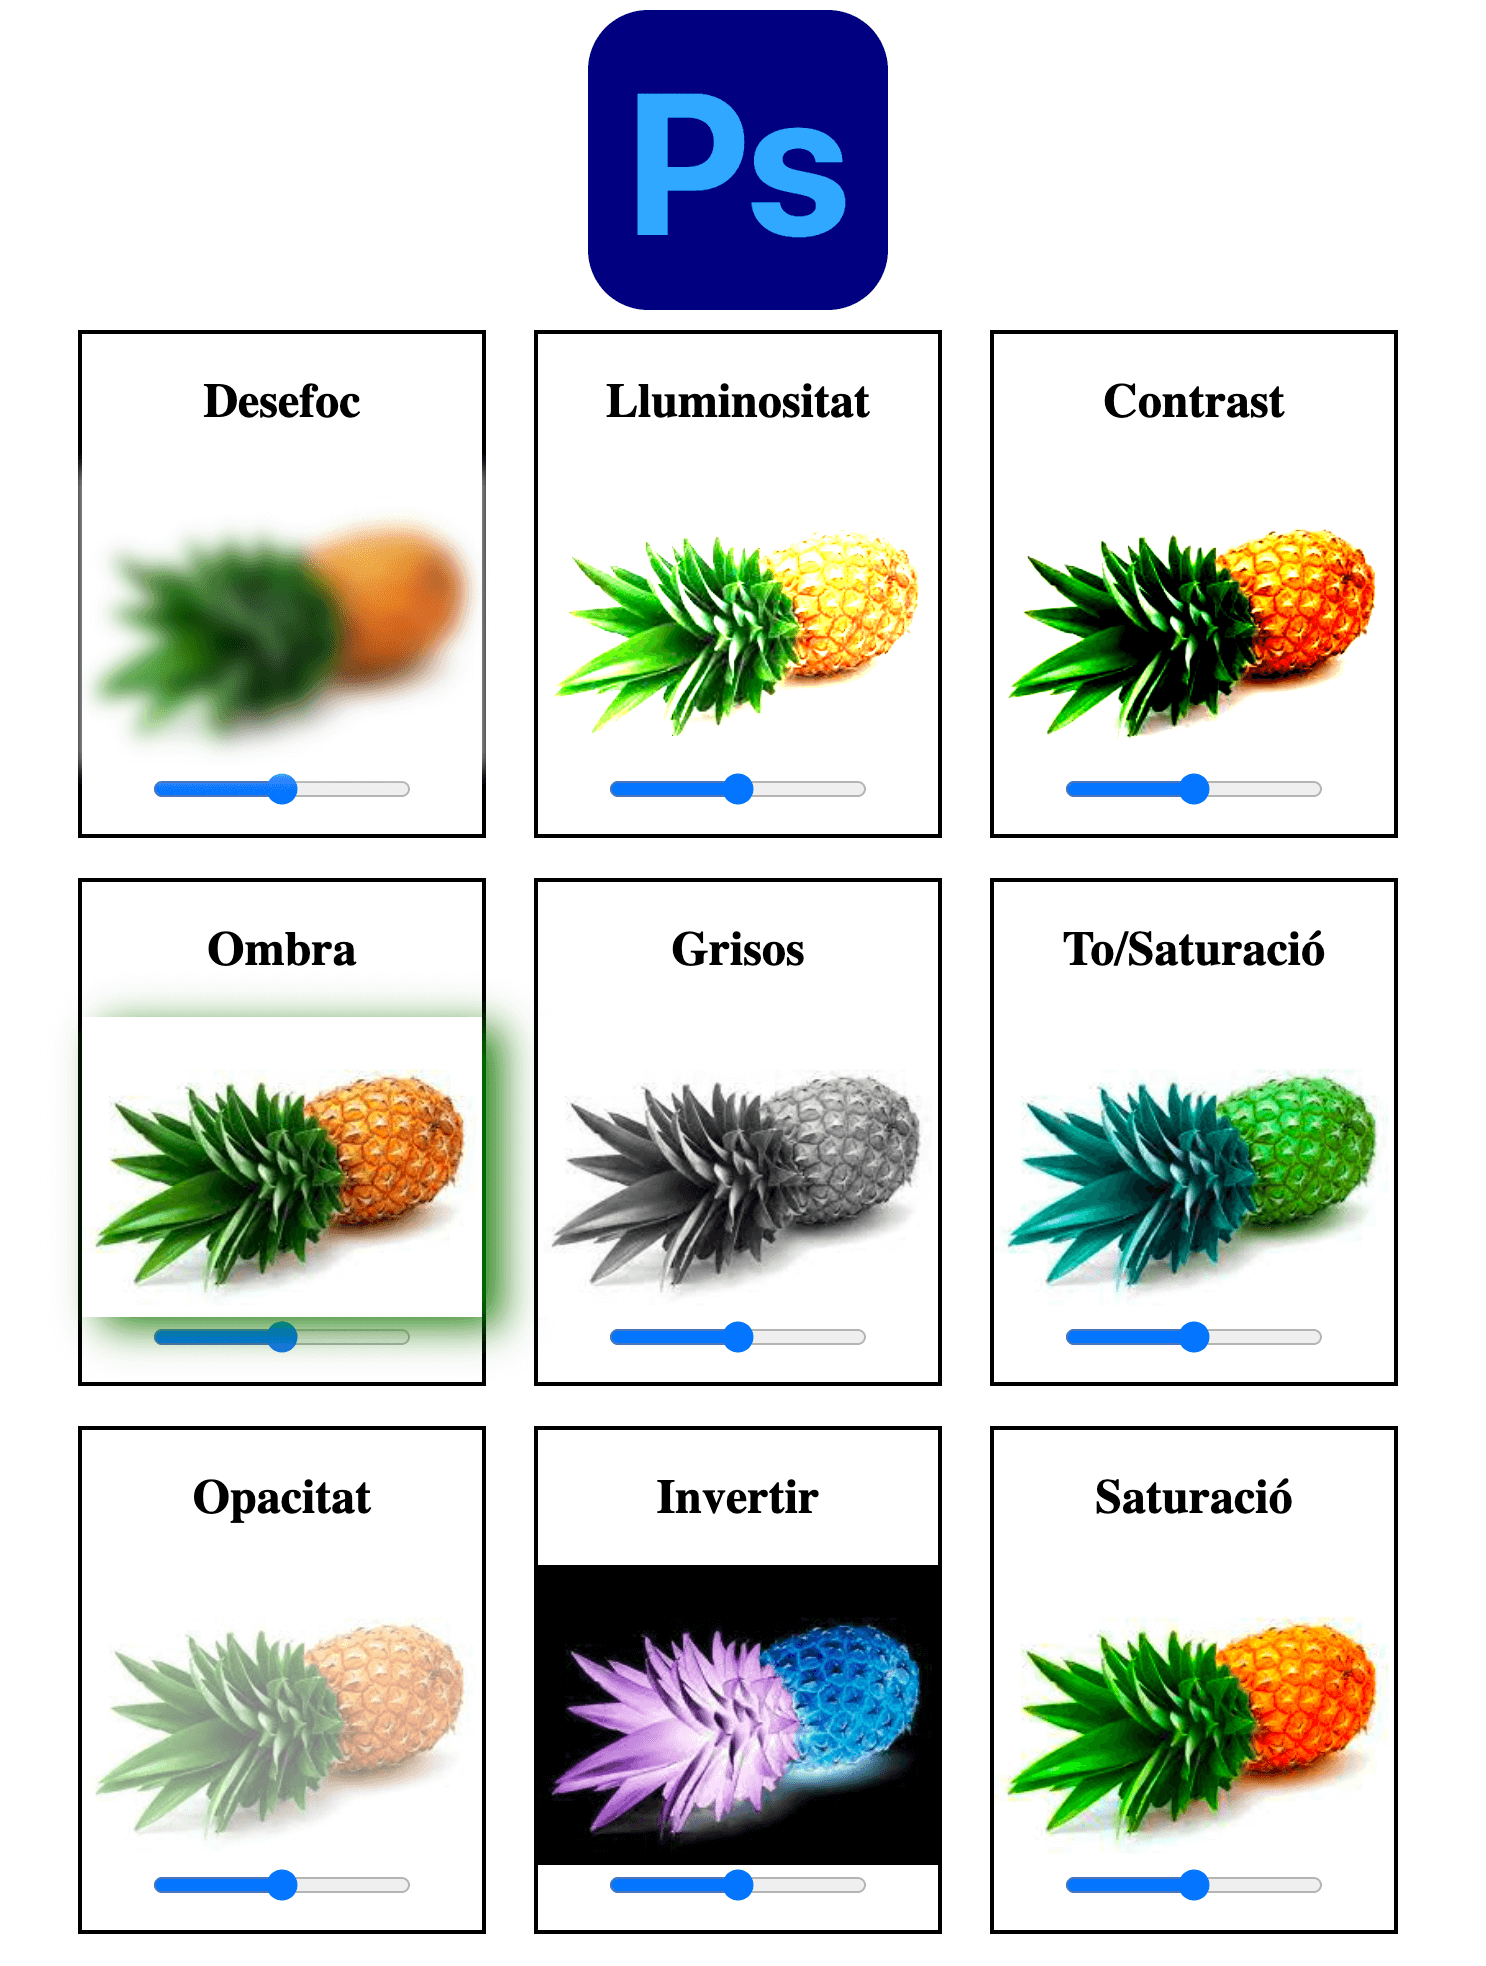 Ps
Desefoc
Lluminositat
Contrast
Ombra
Grisos
To/Saturació
Opacitat
Invertir
Saturació